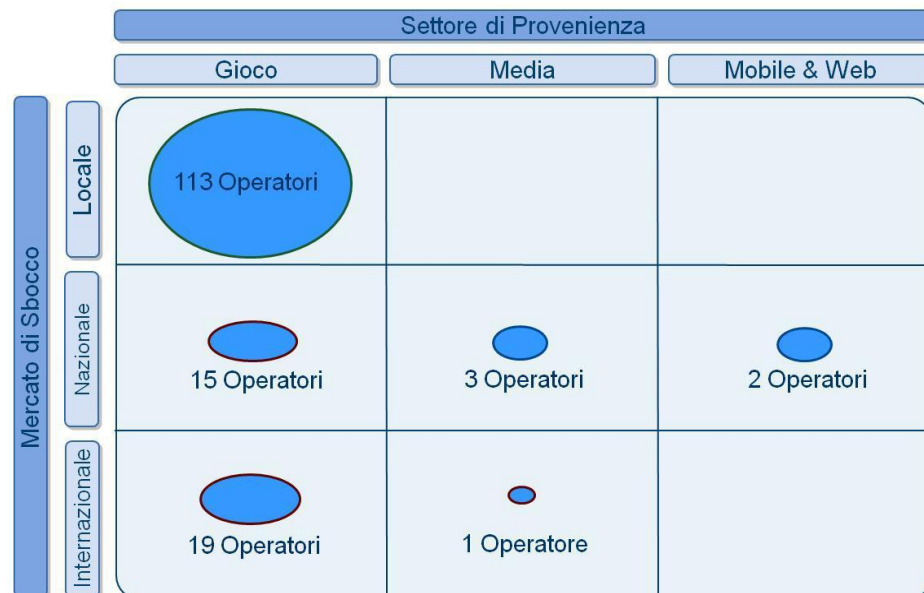 Settore di Provenienza
Gioco
Media
Mobile & Web
Mercato di Sbocco
Locale
113 Operatori
Nazionale
15 Operatori
3 Operatori
2 Operatori
Internazionale
19 Operatori
1 Operatore